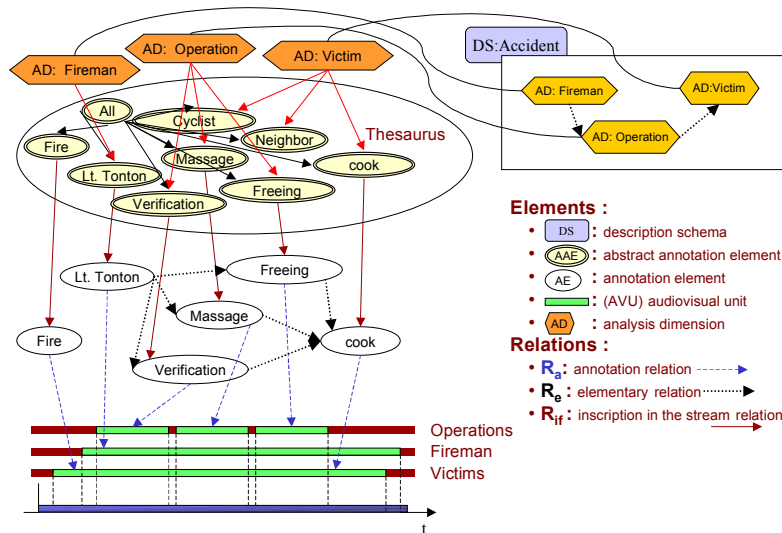 AD: Fireman
AD: Operation
AD: Victim
DS:Accident
AD: Fireman
AD:Victim
AD: Operation
All
Cyclist
Thesaurus
Fire
Neighbor
Massage
cook
Lt. Tonton
Freeing
Verification
Lt. Tonton
Freeing
Massage
Fire
cook
Verification
Elements :
• DS : description schema
• AAE : abstract annotation element
• AE : annotation element
• : (AVU) audiovisual unit
• AD : analysis dimension
Relations :
• Ra : annotation relation
• Re : elementary relation
• Rif : inscription in the stream relation
Operations
Fireman
Victims
t